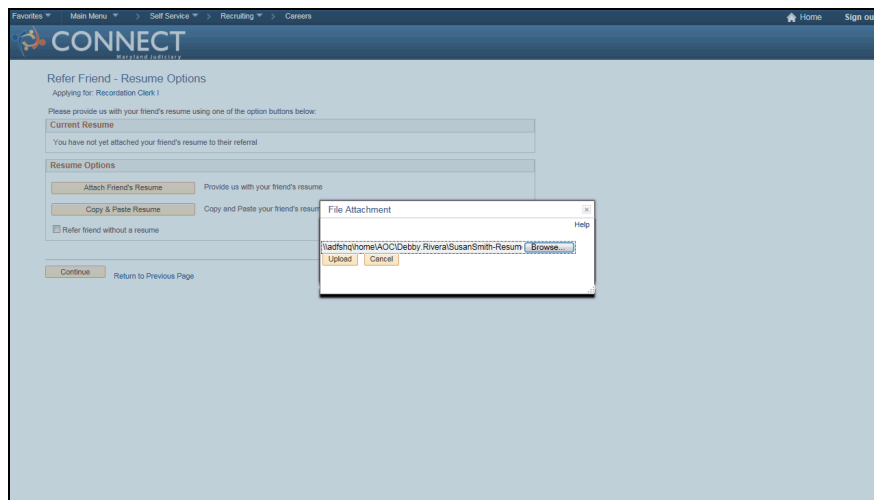 Favorites Main Menu > Self Service > Recruiting > Careers Home Sign ou
CONNECT
Maryland Judiciary
Refer Friend - Resume Options
Applying for: Recordation Clerk I
Please provide us with your friend's resume using one of the option buttons below:
Current Resume
You have not yet attached your friend's resume to their referral
Resume Options
Attach Friend's Resume Provide us with your friend's resume
Copy & Paste Resume Copy and Paste your friend's resum
Refer friend without a resume
File Attachment
Help
\\adfshq\home\AOC\Debby.Rivera\SusanSmith-Resum Browse...
Upload Cancel
Continue Return to Previous Page